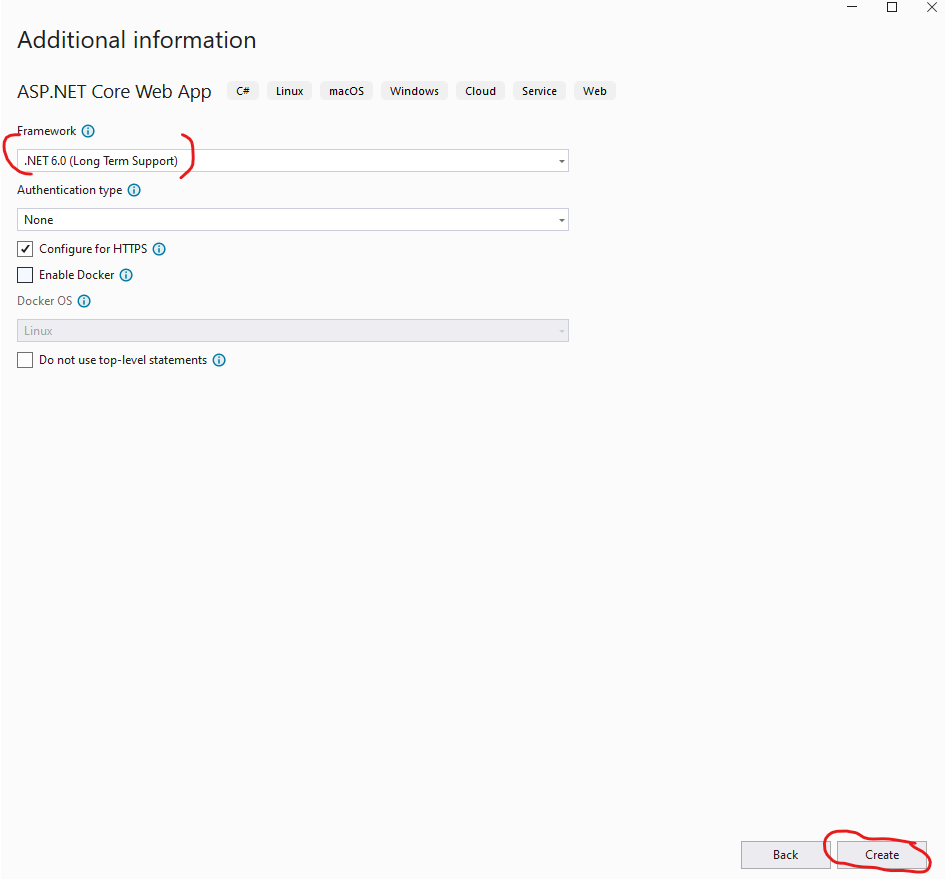 Additional information
ASP.NET Core Web App C# Linux macOS Windows Cloud Service Web
Framework
.NET 6.0 (Long Term Support)
Authentication type
None
Configure for HTTPS
Enable Docker
Docker OS
Linux
Do not use top-level statements
Back Create